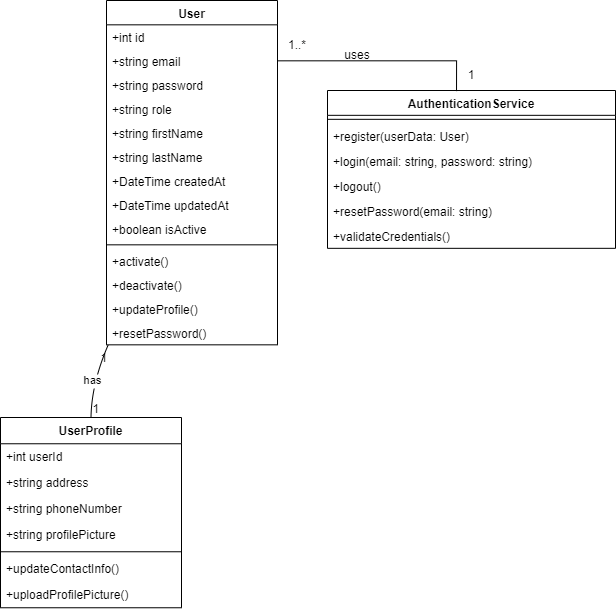 User
+int id
+string email
+string password
+string role
+string firstName
+string lastName
+DateTime createdAt
+DateTime updatedAt
+boolean isActive
+activate()
+deactivate()
+updateProfile()
+resetPassword()
1..*
uses
1
AuthenticationService
+register(userData: User)
+login(email: string, password: string)
+logout()
+resetPassword(email: string)
+validateCredentials()
1
has
1
UserProfile
+int userId
+string address
+string phoneNumber
+string profilePicture
+updateContactInfo()
+uploadProfilePicture()